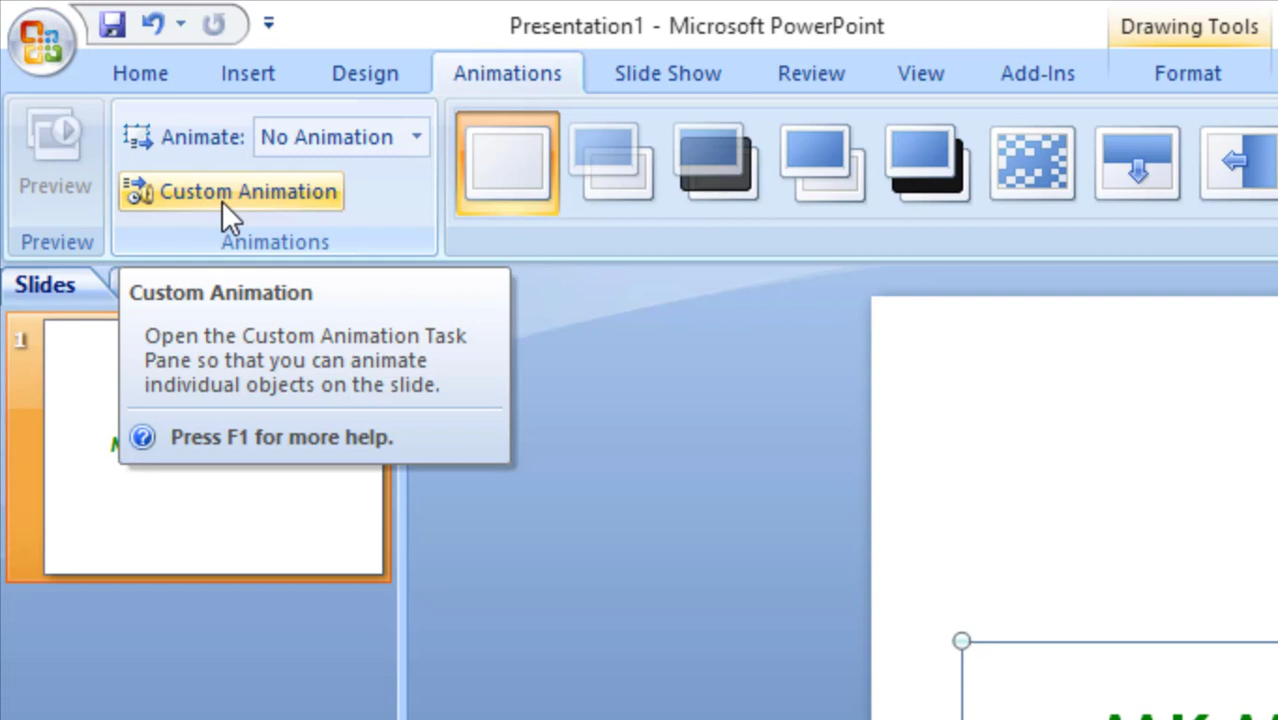 Presentation1 - Microsoft PowerPoint
Drawing Tools
Home Insert Design Animations Slide Show Review View Add-Ins Format
Animate: No Animation
Preview
Custom Animation
Preview
Animations
Slides
Custom Animation
1
Open the Custom Animation Task
Pane so that you can animate
individual objects on the slide.
Press F1 for more help.